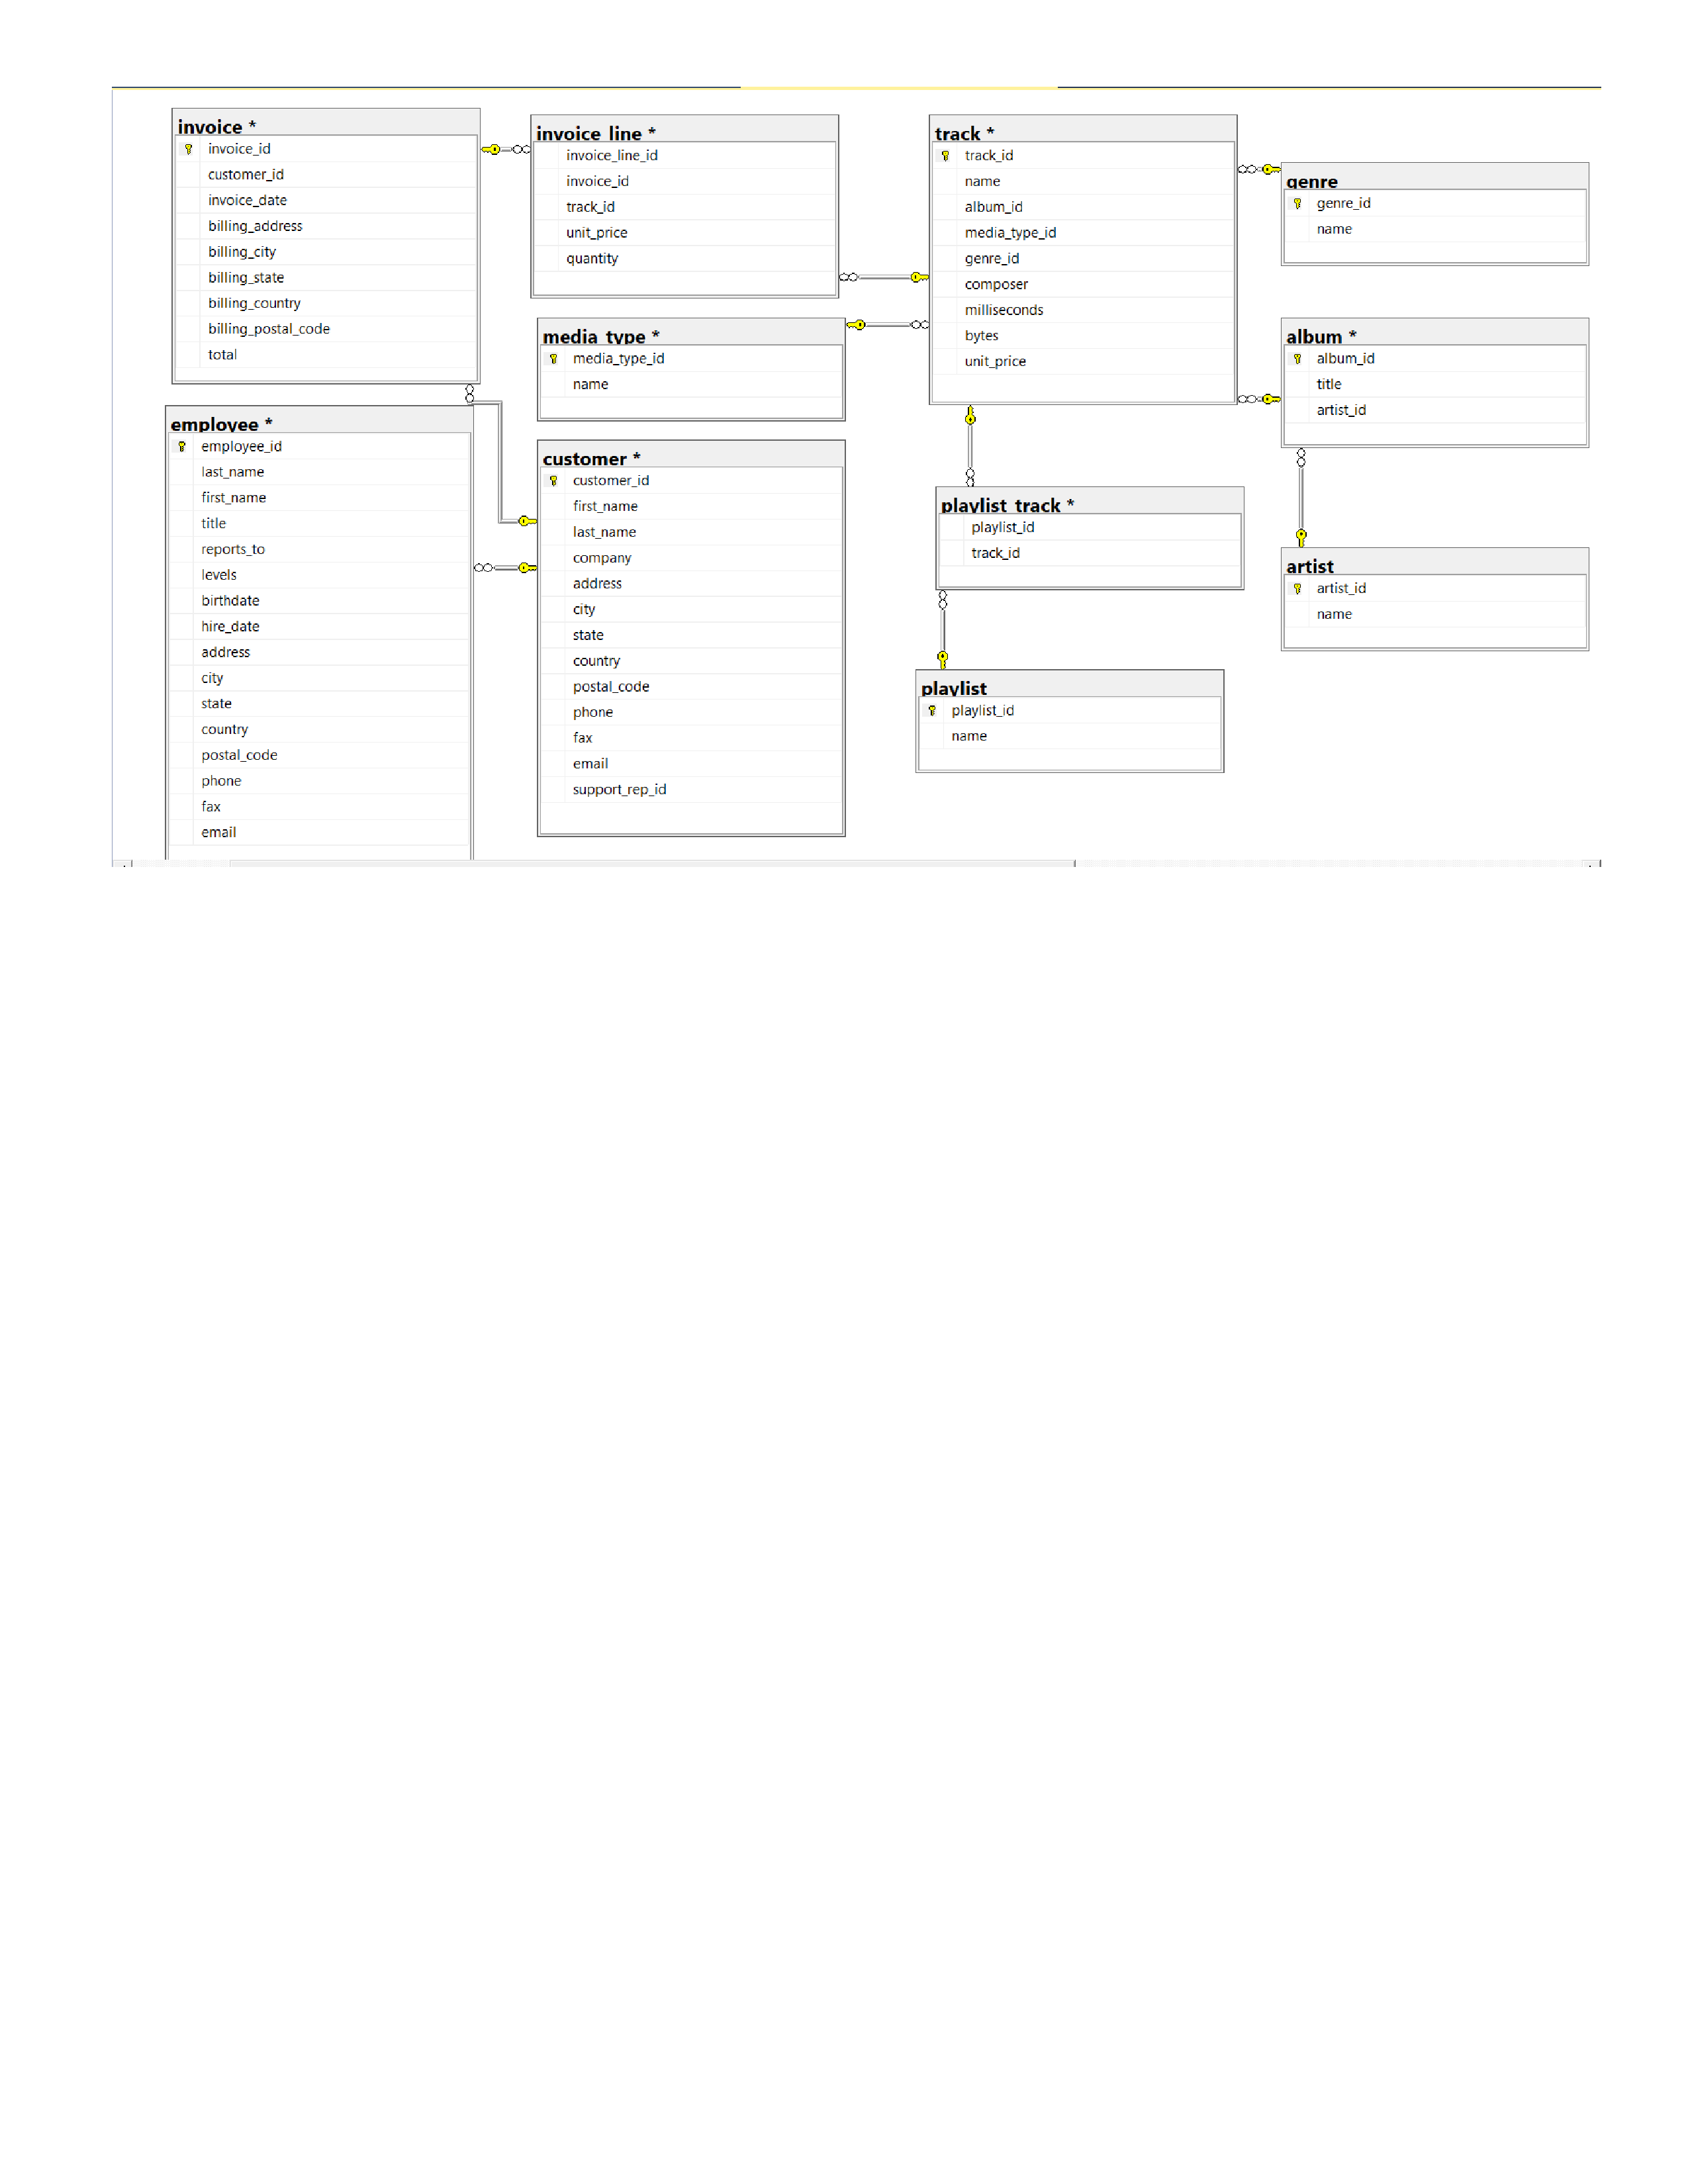 invoice *
invoice_id
customer_id
invoice_date
billing_address
billing_city
billing_state
billing_country
billing_postal_code
total
invoice_line *
invoice_line_id
invoice_id
track_id
unit_price
quantity
track *
track_id
name
album_id
media_type_id
genre_id
composer
milliseconds
bytes
unit_price
genre
genre_id
name
media_type *
media_type_id
name
album *
album_id
title
artist_id
employee *
employee_id
last_name
first_name
title
reports_to
levels
birthdate
hire_date
address
city
state
country
postal_code
phone
fax
email
customer *
customer_id
first_name
last_name
company
address
city
state
country
postal_code
phone
fax
email
support_rep_id
playlist_track *
playlist_id
track_id
artist
artist_id
name
playlist
playlist_id
name